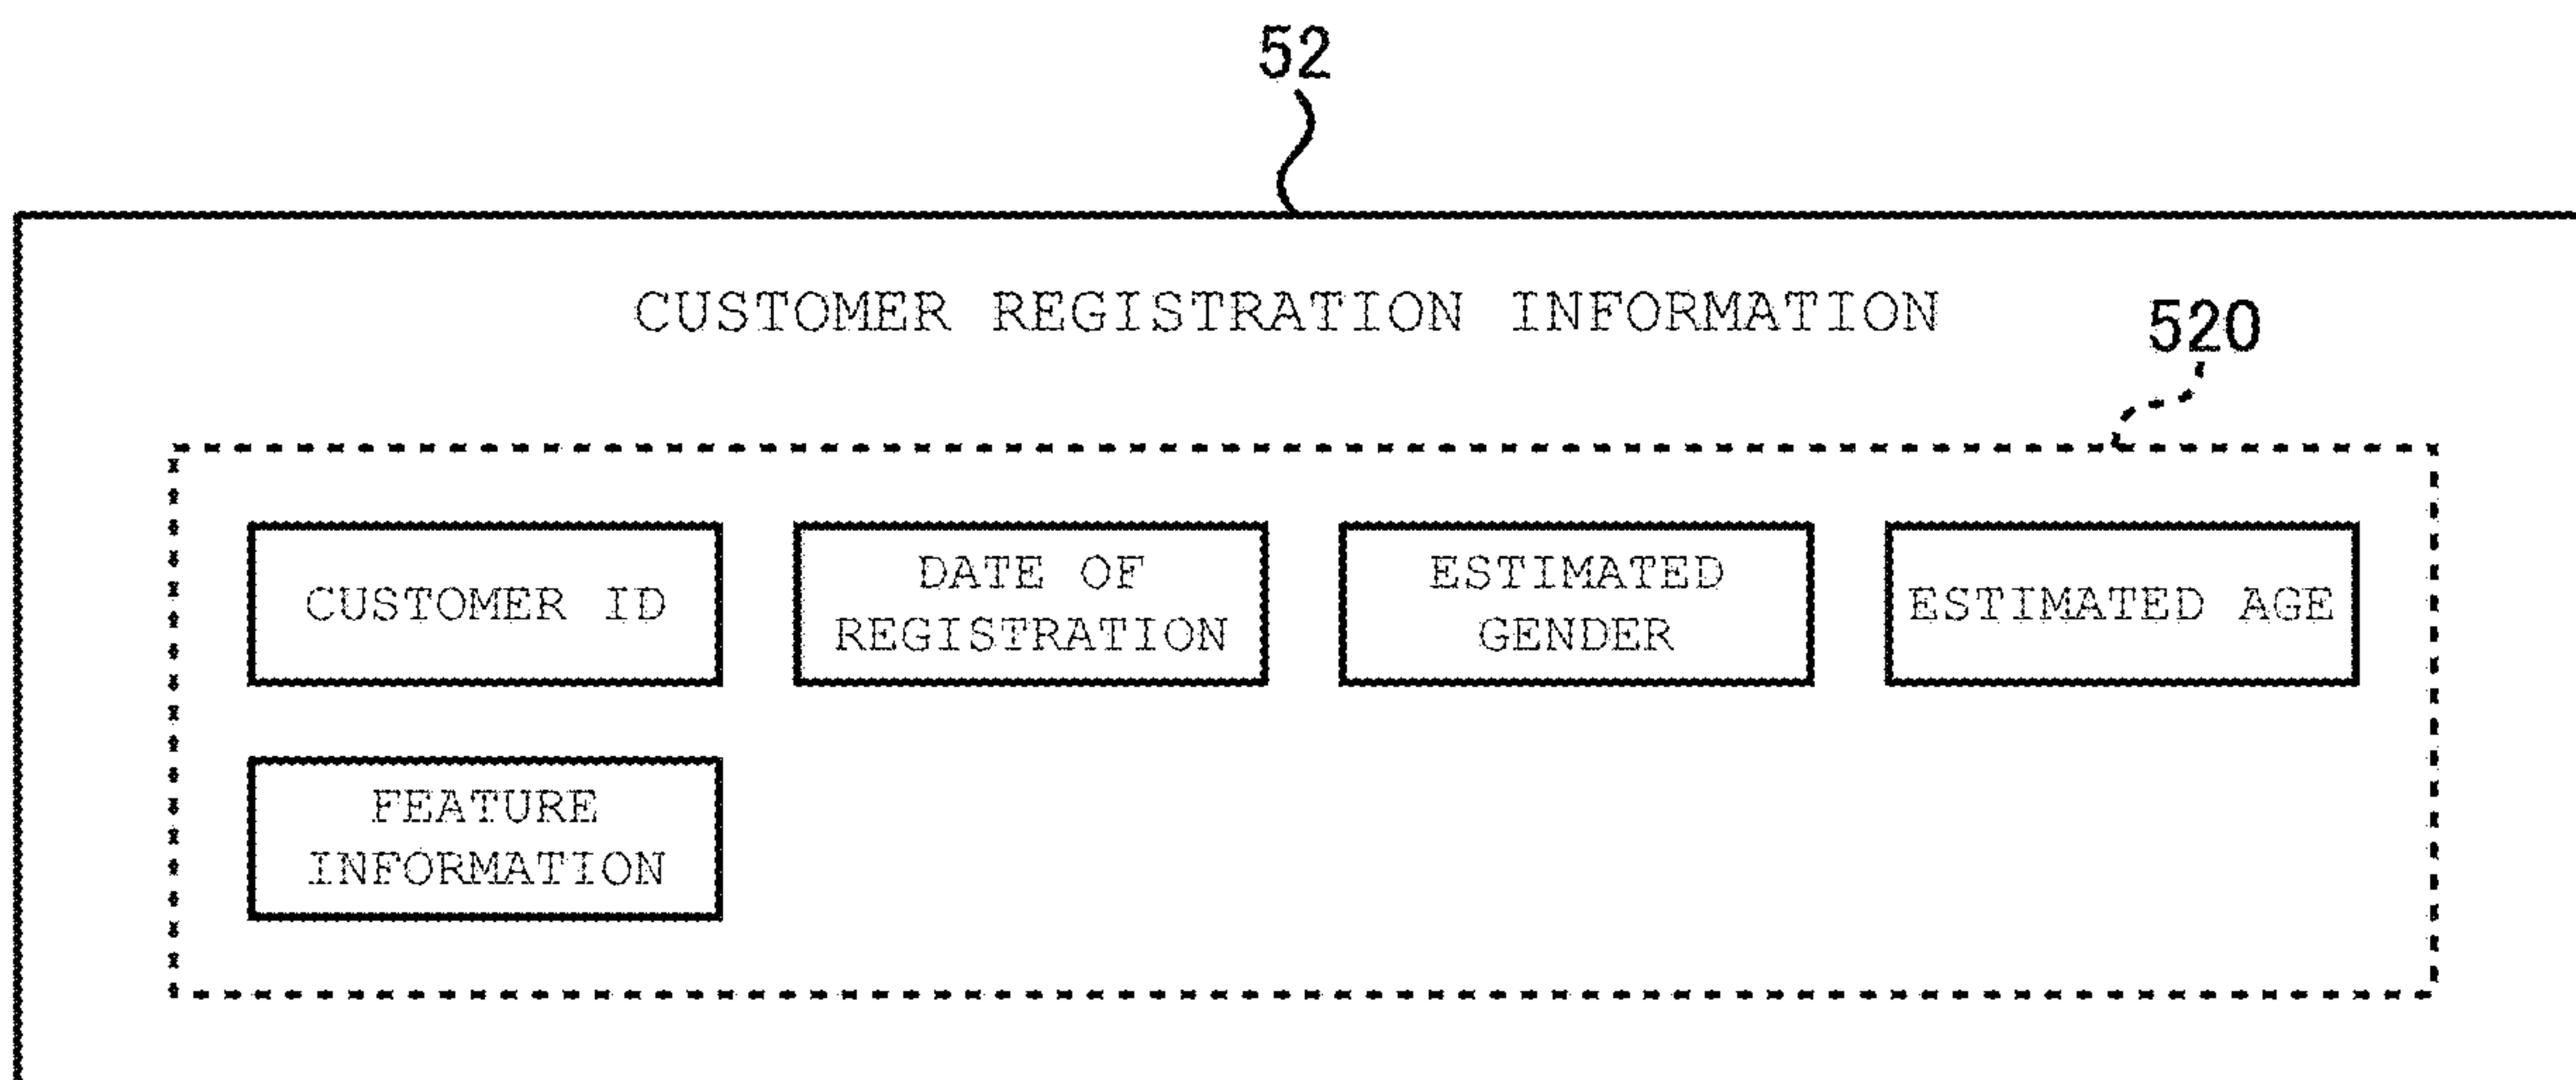 52
CUSTOMER REGISTRATION INFORMATION
520
CUSTOMER ID
DATE OF
REGISTRATION
ESTIMATED
GENDER
ESTIMATED AGE
FEATURE
INFORMATION